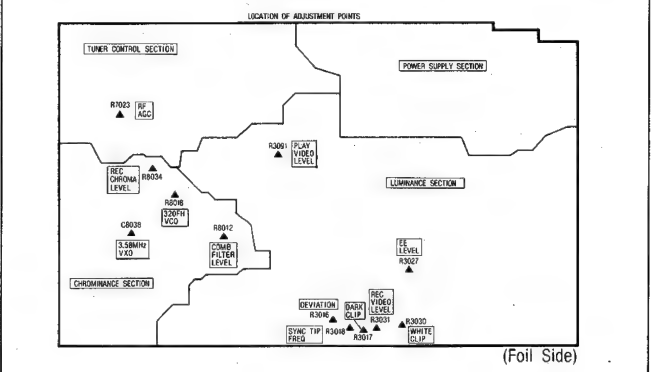 LOCATION OF ADJUSTMENT POINTS
TUNER CONTROL SECTION
POWER SUPPLY SECTION
R7023
RF
AGC
R3091
PLAY
VIDEO
LEVEL
REC
CHROMA
LEVEL
R8034
LUMINANCE SECTION
R8018
320FH
VCO
C8038
3.58MHz
VXO
R8012
COMB
FILTER
LEVEL
EE
LEVEL
R3027
CHROMINANCE SECTION
DEVIATION
R3016
DARK
CLIP
REC
VIDEO
LEVEL
SYNC TIP
FREQ
R3018
R3017
R3031
R3030
WHITE
CLIP
(Foil Side)